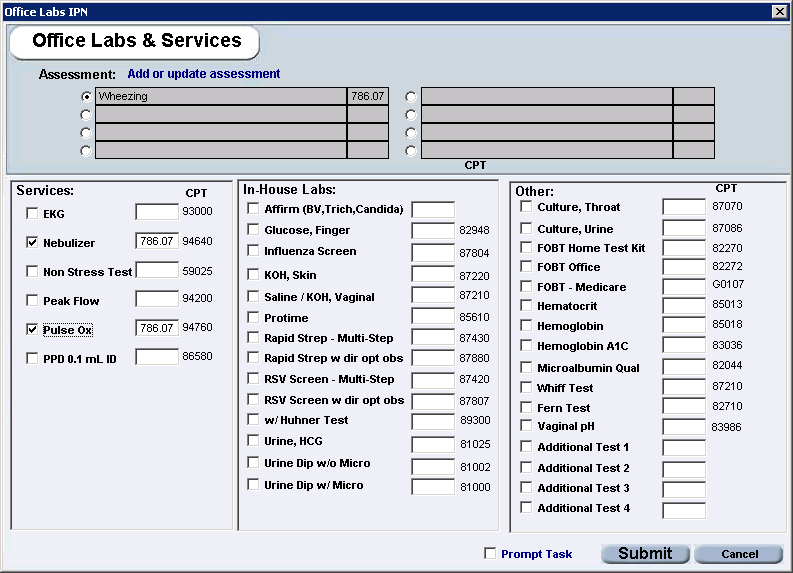 Office Labs IPN
Office Labs & Services
Assessment: Add or update assessment
Wheezing 786.07
CPT
Services: CPT
EKG 93000
Nebulizer 786.07 94640
Non Stress Test 59025
Peak Flow 94200
Pulse Ox 786.07 94760
PPD 0.1 mL ID 86580
In-House Labs:
Affirm (BV,Trich,Candida)
Glucose, Finger 82948
Influenza Screen 87804
KOH, Skin 87220
Saline / KOH, Vaginal 87210
Protime 85610
Rapid Strep - Multi-Step 87430
Rapid Strep w dir opt obs 87880
RSV Screen - Multi-Step 87420
RSV Screen w dir opt obs 87807
w/ Huhner Test 89300
Urine, HCG 81025
Urine Dip w/o Micro 81002
Urine Dip w/ Micro 81000
Other: CPT
Culture, Throat 87070
Culture, Urine 87086
FOBT Home Test Kit 82270
FOBT Office 82272
FOBT - Medicare G0107
Hematocrit 85013
Hemoglobin 85018
Hemoglobin A1C 83036
Microalbumin Qual 82044
Whiff Test 87210
Fern Test 82710
Vaginal pH 83986
Additional Test 1
Additional Test 2
Additional Test 3
Additional Test 4
Prompt Task
Submit
Cancel